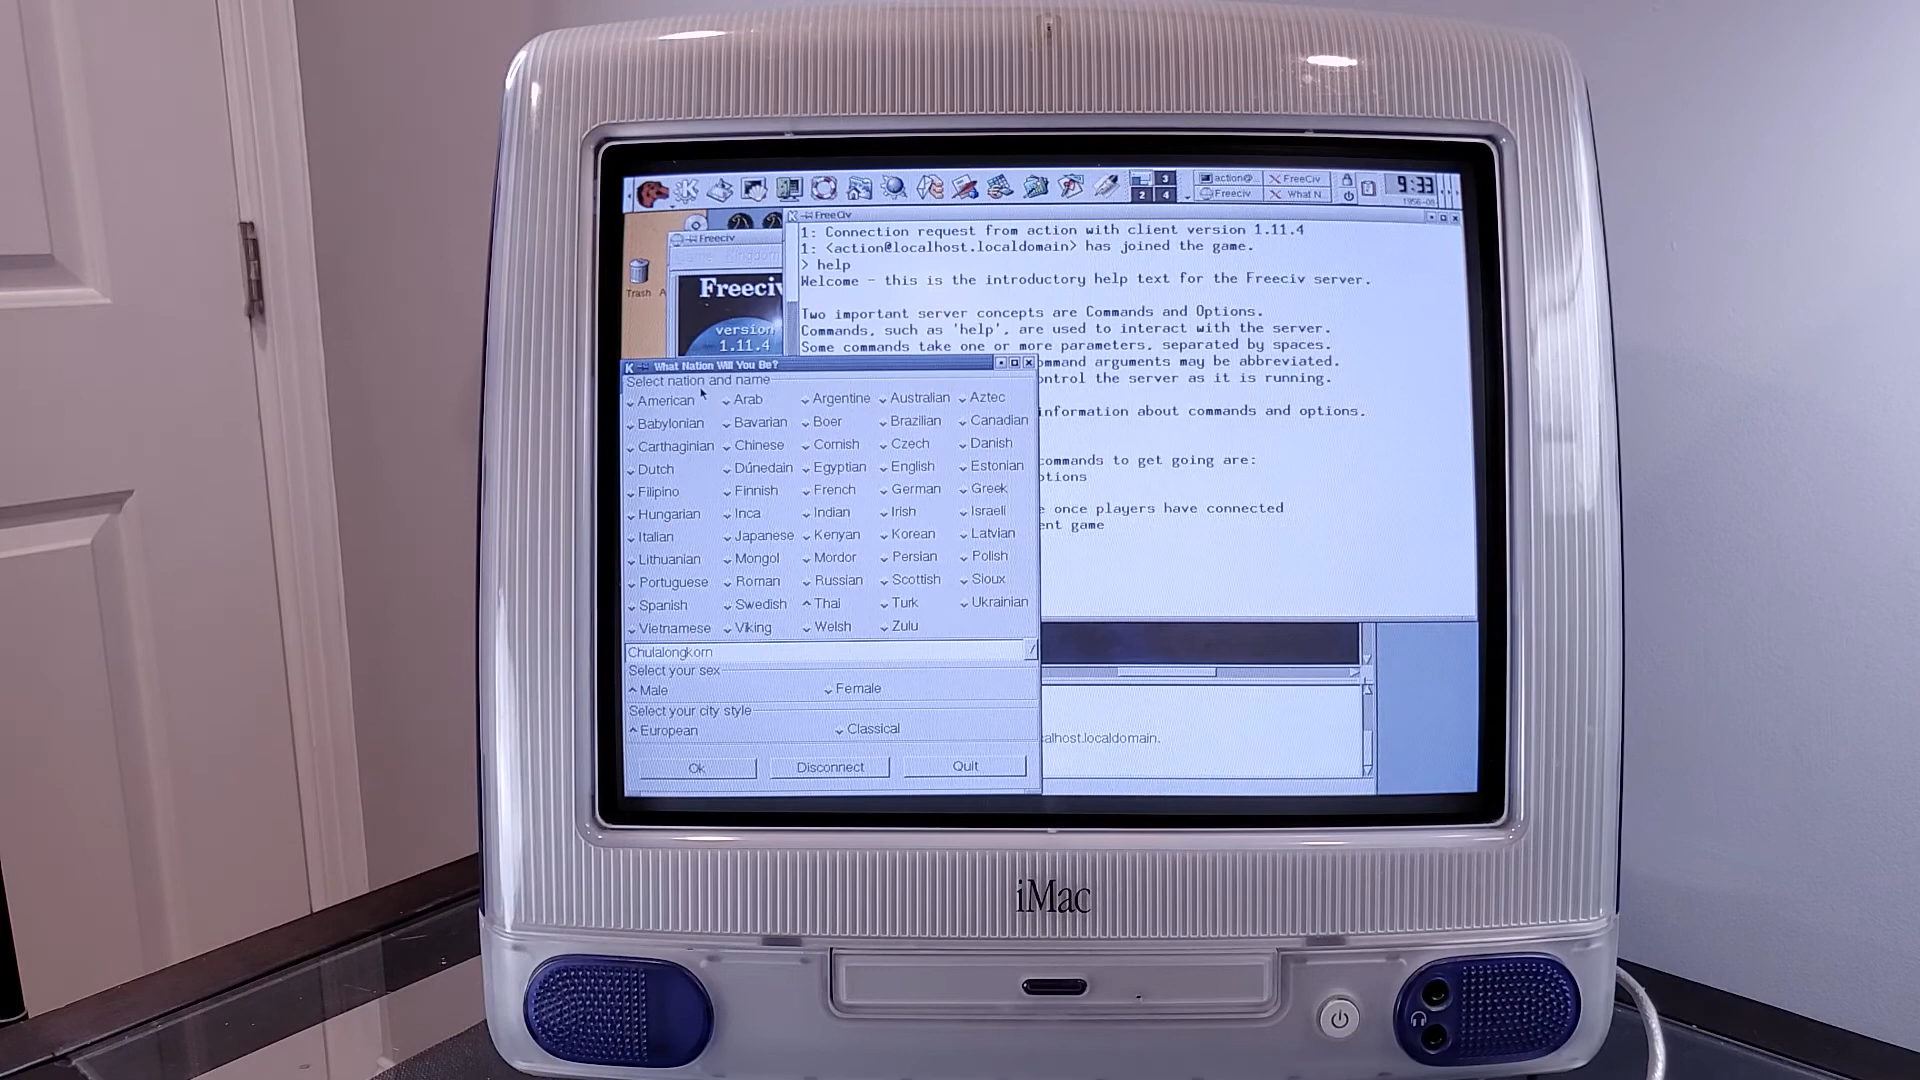 3
2 4
action@...
FreeCiv
Freeciv
What N...
9:33
FreeCiv
1: Connection request from action with client version 1.11.4
1: <action@localhost.localdomain> has joined the game.
> help
Welcome - this is the introductory help text for the Freeciv server.
Two important server concepts are Commands and Options.
Commands, such as 'help', are used to interact with the server.
Some commands take one or more parameters, separated by spaces.
ommand arguments may be abbreviated.
ontrol the server as it is running.
information about commands and options.
commands to get going are:
ptions
e once players have connected
ent game
Trash
Freeciv
Game Kingdom
Freeciv
version
1.11.4
What Nation Will You Be?
Select nation and name
American Arab Argentine Australian Aztec
Babylonian Bavarian Boer Brazilian Canadian
Carthaginian Chinese Cornish Czech Danish
Dutch Dúnedain Egyptian English Estonian
Filipino Finnish French German Greek
Hungarian Inca Indian Irish Israeli
Italian Japanese Kenyan Korean Latvian
Lithuanian Mongol Mordor Persian Polish
Portuguese Roman Russian Scottish Sioux
Spanish Swedish Thai Turk Ukrainian
Vietnamese Viking Welsh Zulu
Chulalongkorn
Select your sex
Male Female
Select your city style
European Classical
Ok Disconnect Quit
alhost.localdomain.
iMac